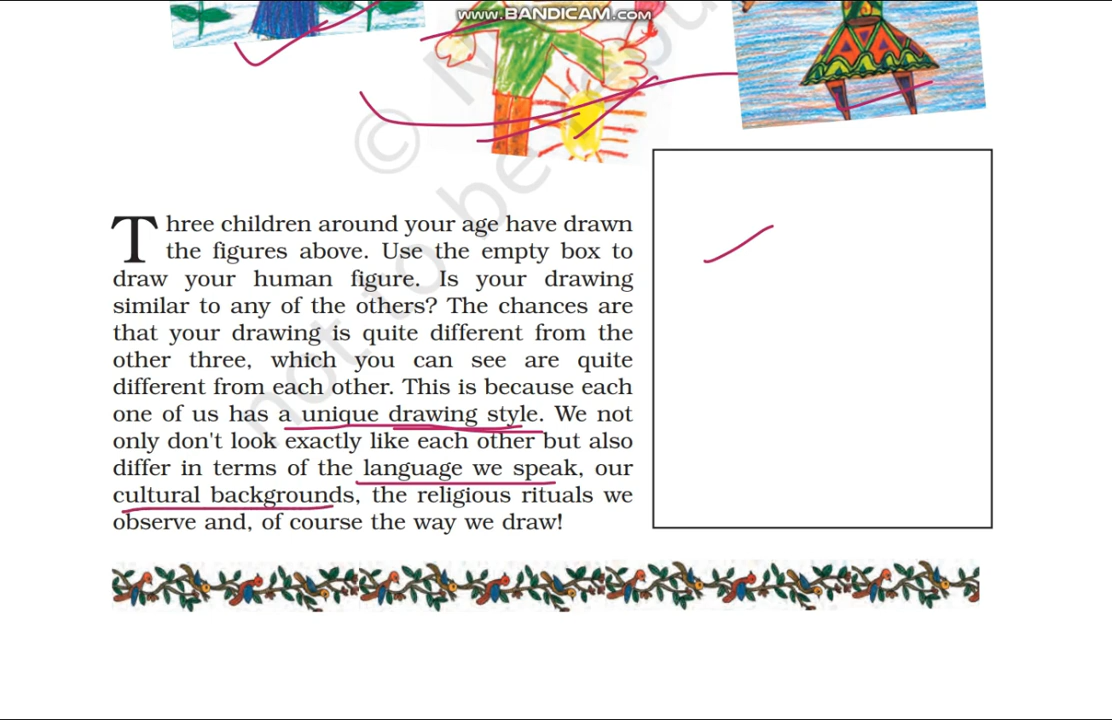 www.BANDICAM.com
Three children around your age have drawn
the figures above. Use the empty box to
draw your human figure. Is your drawing
similar to any of the others? The chances are
that your drawing is quite different from the
other three, which you can see are quite
different from each other. This is because each
one of us has a unique drawing style. We not
only don't look exactly like each other but also
differ in terms of the language we speak, our
cultural backgrounds, the religious rituals we
observe and, of course the way we draw!
© N
not to be